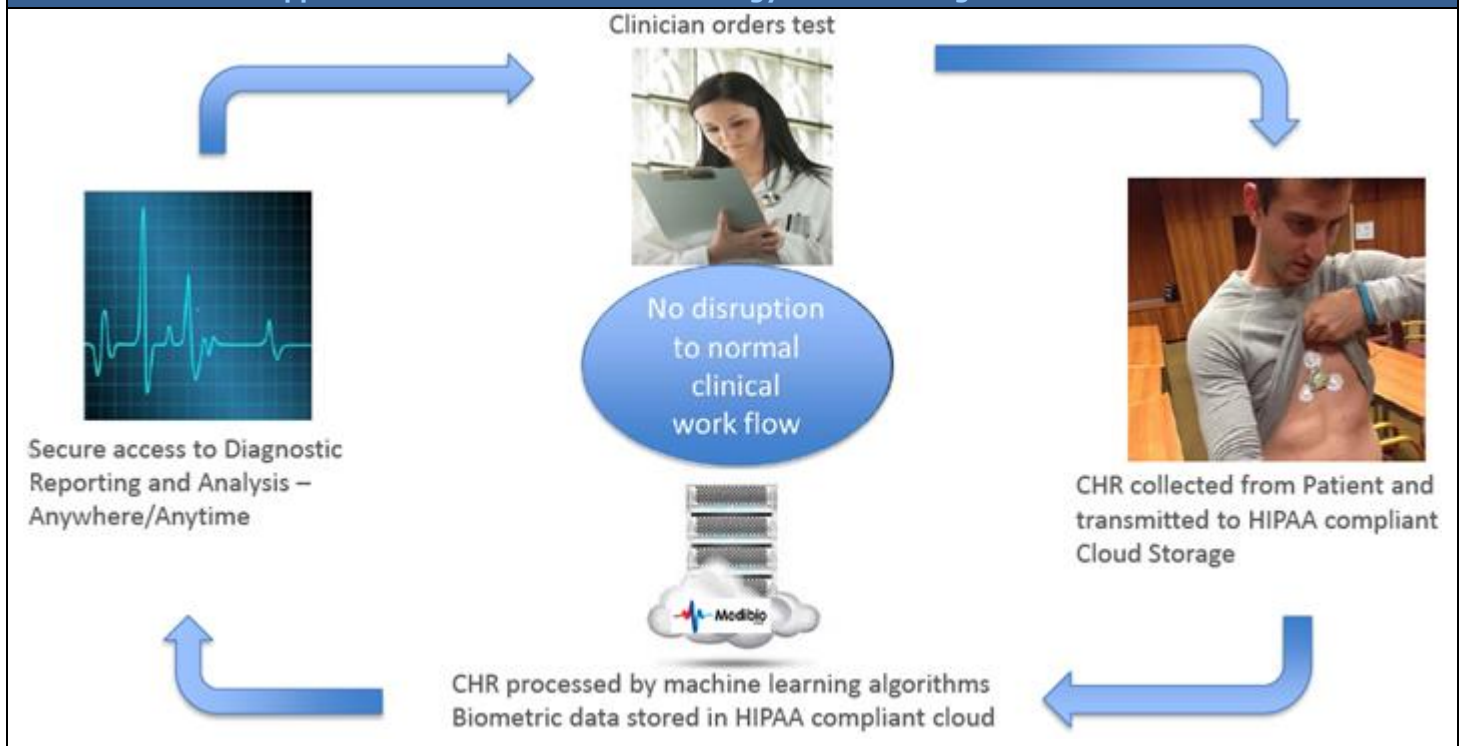 Clinician orders test
No disruption
to normal
clinical
work flow
Secure access to Diagnostic
Reporting and Analysis –
Anywhere/Anytime
CHR collected from Patient and
transmitted to HIPAA compliant
Cloud Storage
Medibio
CHR processed by machine learning algorithms
Biometric data stored in HIPAA compliant cloud